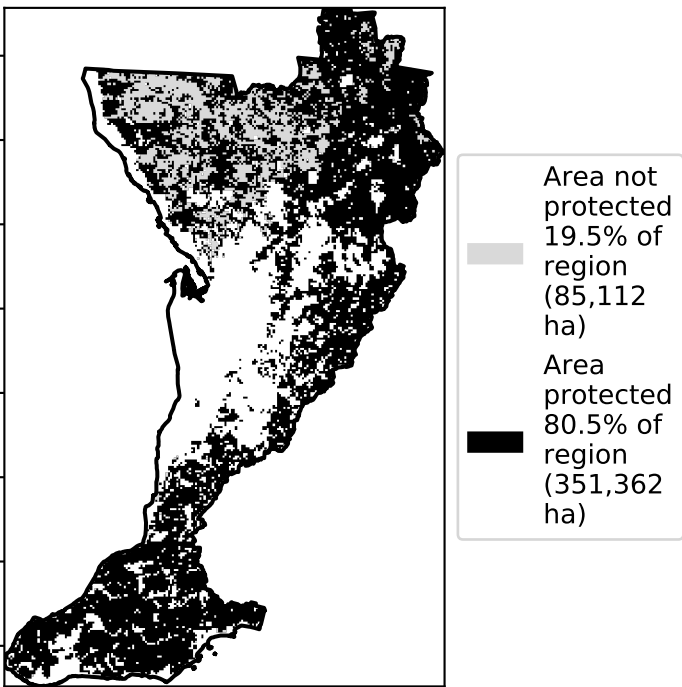 Area not
protected
19.5% of
region
(85,112
ha)
Area
protected
80.5% of
region
(351,362
ha)